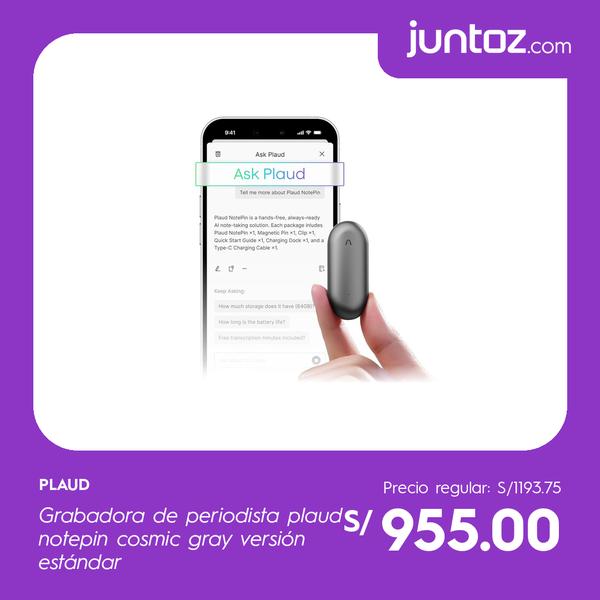 juntoz.com
9:41
Ask Plaud
Ask Plaud
Tell me more about Plaud NotePin
Plaud NotePin is a hands-free, always-ready
AI note-taking solution. Each package inludes
Plaud NotePin ×1, Magnetic Pin ×1, Clip ×1,
Quick Start Guide ×1, Charging Dock ×1, and a
Type-C Charging Cable ×1.
Keep Asking:
How much storage does it have (64GB)?
How long is the battery life?
Free transcription minutes included?
PLAUD
Grabadora de periodista plaud
notepin cosmic gray versión
estándar
Precio regular: S/1193.75
S/ 955.00